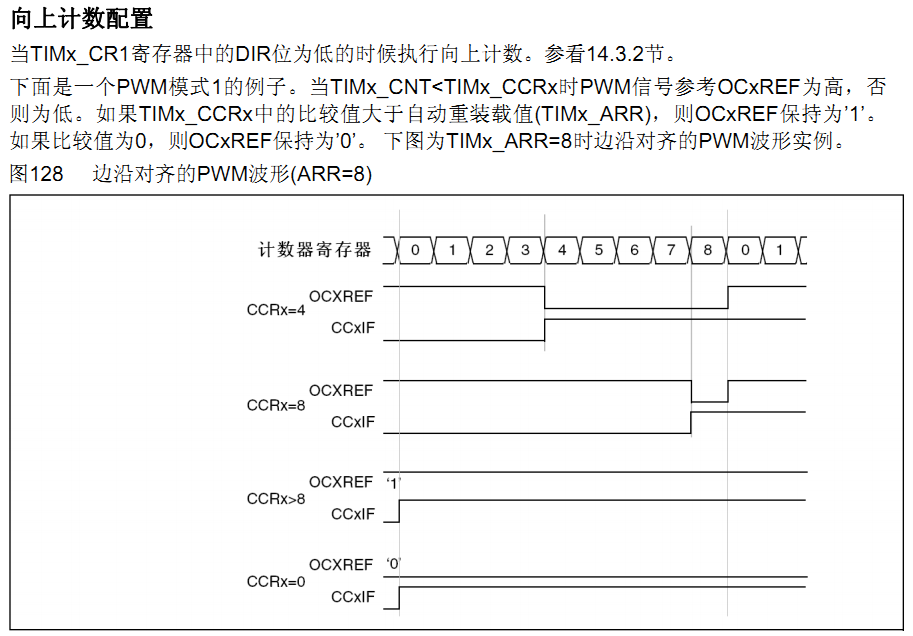 向上计数配置
当TIMx_CR1寄存器中的DIR位为低的时候执行向上计数。参看14.3.2节。
下面是一个PWM模式1的例子。当TIMx_CNT<TIMx_CCRx时PWM信号参考OCxREF为高，否
则为低。如果TIMx_CCRx中的比较值大于自动重装载值(TIMx_ARR)，则OCxREF保持为’1’。
如果比较值为0，则OCxREF保持为’0’。 下图为TIMx_ARR=8时边沿对齐的PWM波形实例。
图128 边沿对齐的PWM波形(ARR=8)
计数器寄存器 0 1 2 3 4 5 6 7 8 0 1
OCXREF
CCRx=4
CCxIF
OCXREF
CCRx=8
CCxIF
OCXREF ‘1’
CCRx>8
CCxIF
OCXREF ‘0’
CCRx=0
CCxIF